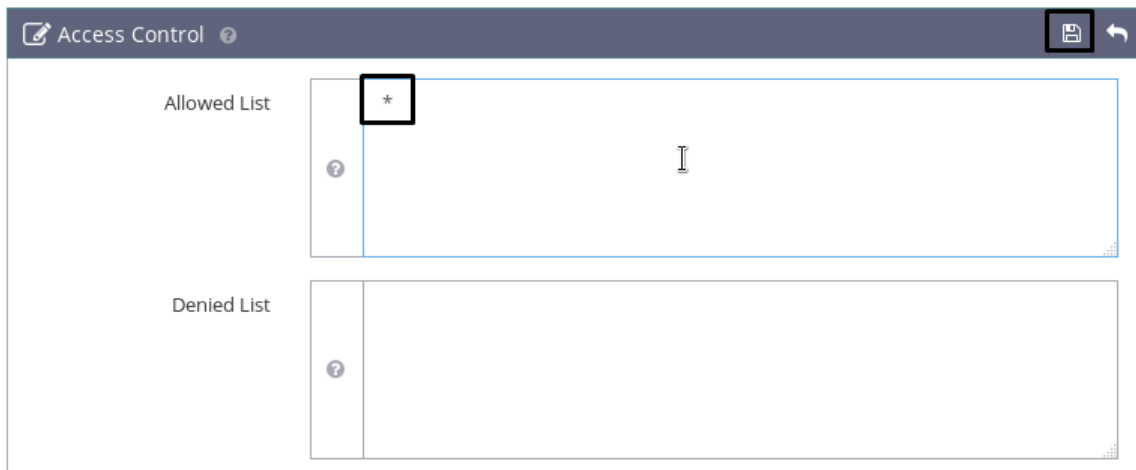 Access Control ?
Allowed List
*
?
Denied List
?